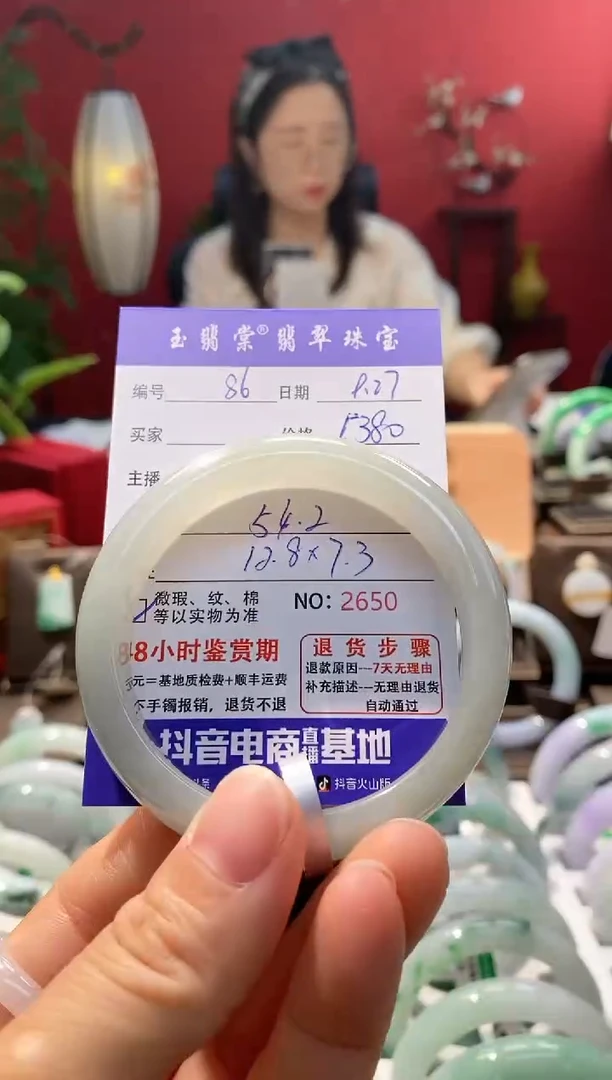 玉翡棠®翡翠珠宝
编号 86 日期 9.27
买家 价格 1380
主播
54.2
12.8×7.3
微瑕、纹、棉
等以实物为准
NO: 2650
48小时鉴赏期
元=基地质检费+顺丰运费
下手镯报销，退货不退
退货步骤
退款原因---7天无理由
补充描述---无理由退货
自动通过
抖音电商直播基地
抖音火山版